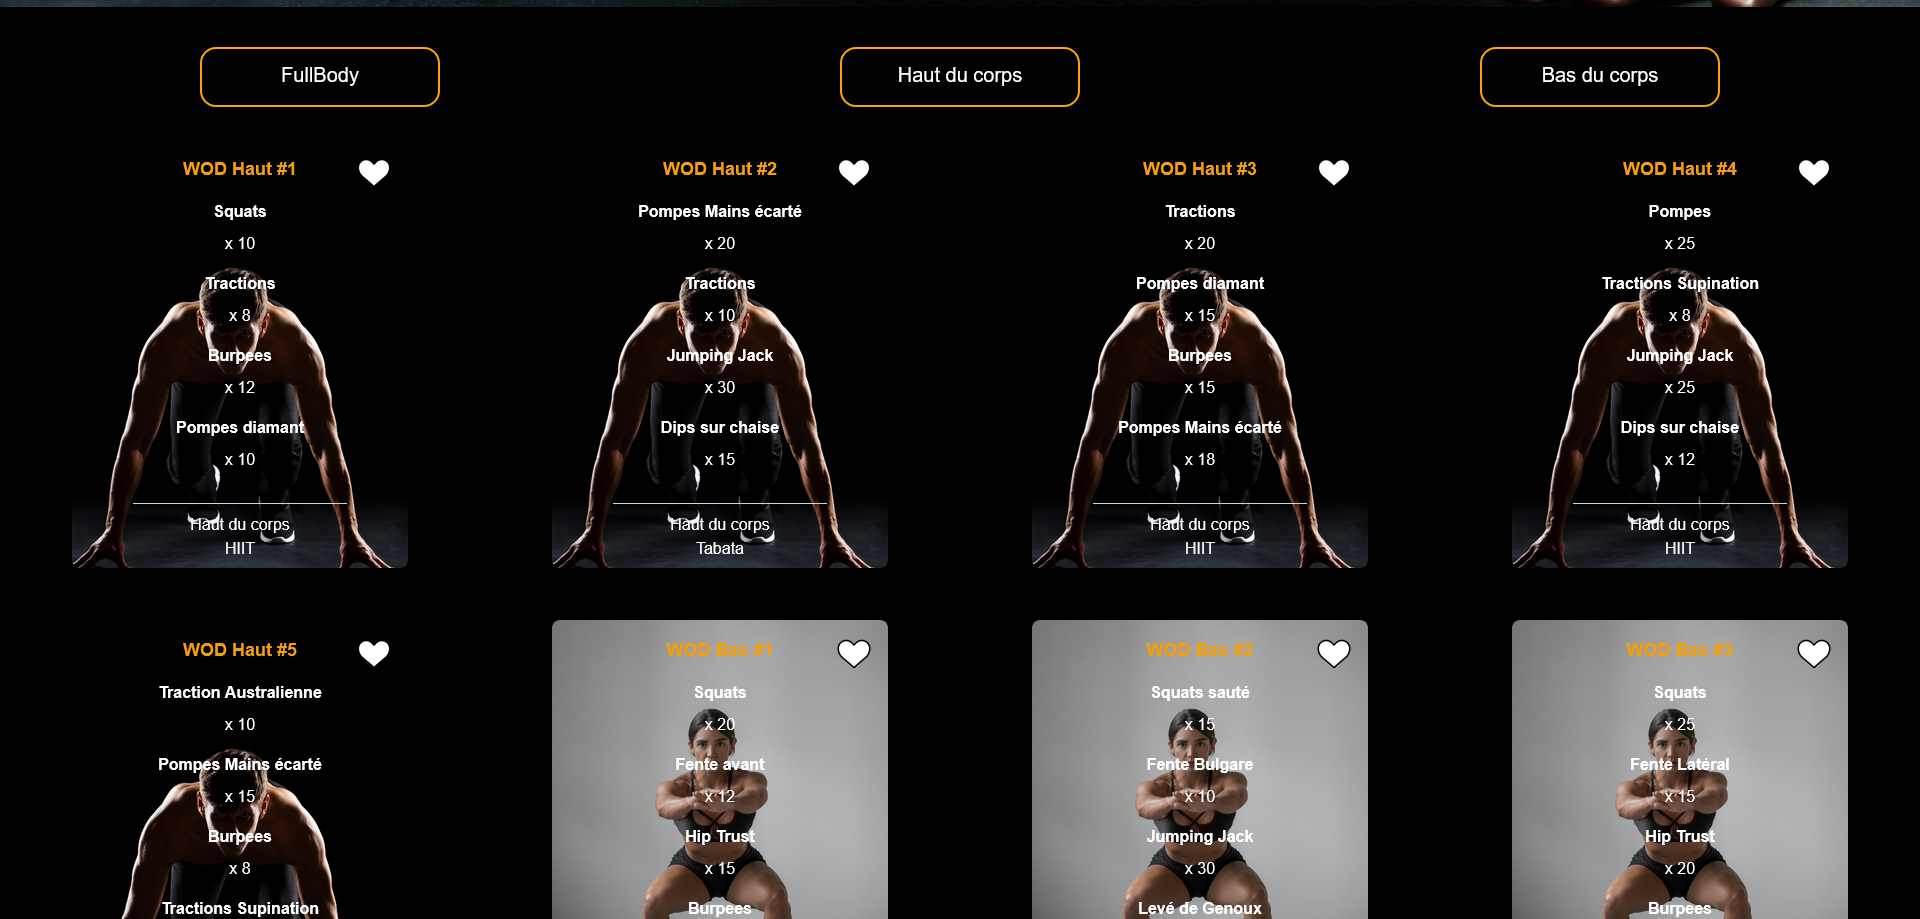 FullBody
Haut du corps
Bas du corps
WOD Haut #1
Squats
x 10
Tractions
x 8
Burpees
x 12
Pompes diamant
x 10
Haut du corps
HIIT
WOD Haut #2
Pompes Mains écarté
x 20
Tractions
x 10
Jumping Jack
x 30
Dips sur chaise
x 15
Haut du corps
Tabata
WOD Haut #3
Tractions
x 20
Pompes diamant
x 15
Burpees
x 15
Pompes Mains écarté
x 18
Haut du corps
HIIT
WOD Haut #4
Pompes
x 25
Tractions Supination
x 8
Jumping Jack
x 25
Dips sur chaise
x 12
Haut du corps
HIIT
WOD Haut #5
Traction Australienne
x 10
Pompes Mains écarté
x 15
Burpees
x 8
Tractions Supination
WOD Bas #1
Squats
x 20
Fente avant
x 12
Hip Trust
x 15
Burpees
WOD Bas #2
Squats sauté
x 15
Fente Bulgare
x 10
Jumping Jack
x 30
Levé de Genoux
WOD Bas #3
Squats
x 25
Fente Latéral
x 15
Hip Trust
x 20
Burpees